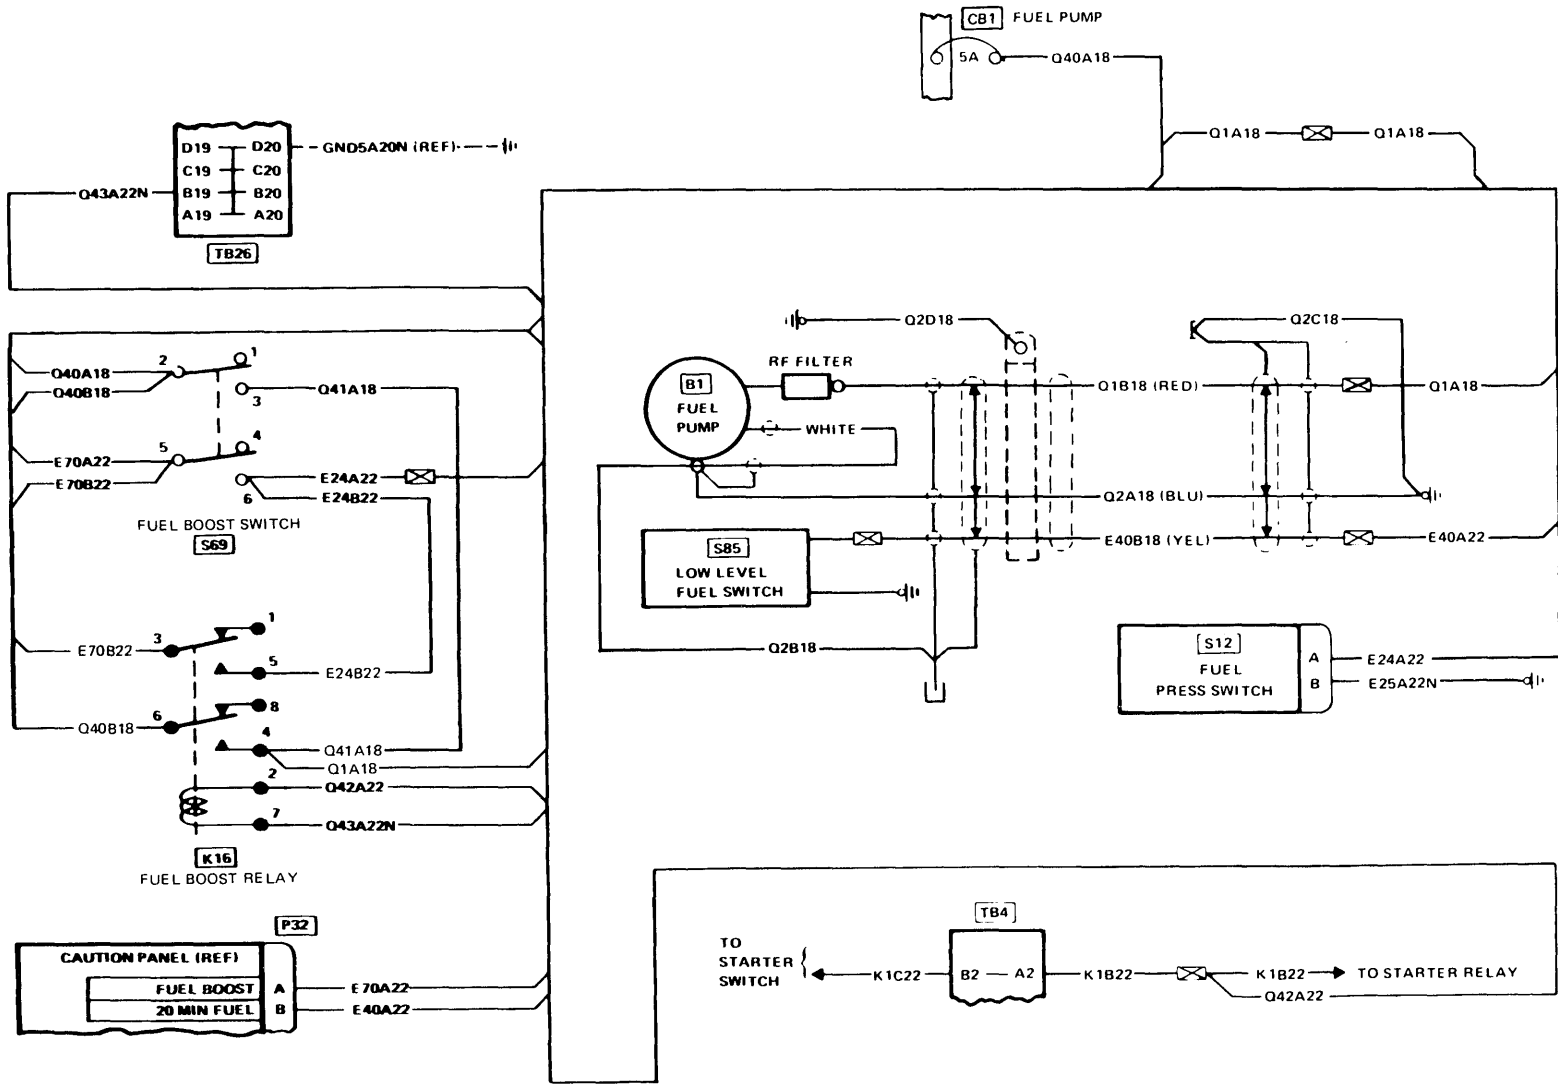 CB1 FUEL PUMP
5A Q40A18
Q1A18 Q1A18
D19 D20 GND5A20N (REF)
C19 C20
Q43A22N B19 B20
A19 A20
TB26
Q2D18 Q2C18
RF FILTER
B1
FUEL
PUMP
Q1B18 (RED) Q1A18
WHITE
Q2A18 (BLU)
E40B18 (YEL) E40A22
S85
LOW LEVEL
FUEL SWITCH
Q2B18
1
2
Q40A18
Q40B18
Q41A18
3
4
5
E70A22
E70B22
E24A22
E24B22
6
FUEL BOOST SWITCH
S69
1
3
E70B22
5
E24B22
8
6
Q40B18
4
Q41A18
Q1A18
2
Q42A22
7
Q43A22N
K16
FUEL BOOST RELAY
S12
FUEL
PRESS SWITCH
A E24A22
B E25A22N
P32
CAUTION PANEL (REF)
FUEL BOOST A E70A22
20 MIN FUEL B E40A22
TB4
TO
STARTER
SWITCH
{
K1C22 B2 A2 K1B22 K1B22 TO STARTER RELAY
Q42A22